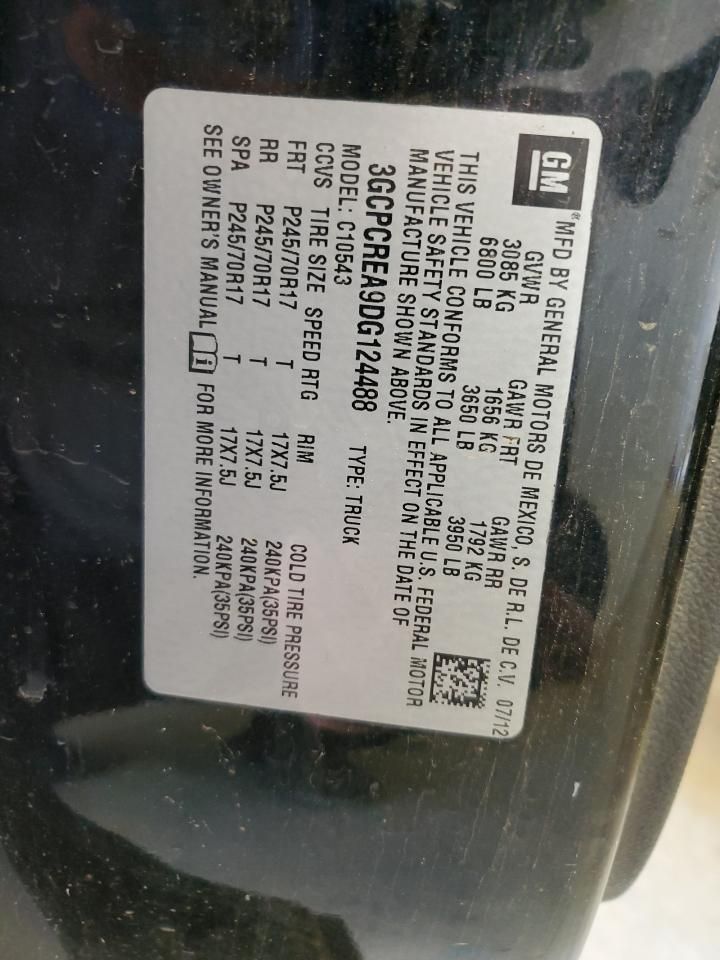 GM
® MFD BY GENERAL MOTORS DE MEXICO, S. DE R.L. DE C.V. 07/12
GVWR GAWR FRT GAWR RR
3085 KG 1656 KG 1792 KG
6800 LB 3650 LB 3950 LB
THIS VEHICLE CONFORMS TO ALL APPLICABLE U.S. FEDERAL MOTOR
VEHICLE SAFETY STANDARDS IN EFFECT ON THE DATE OF
MANUFACTURE SHOWN ABOVE.
3GCPCREA9DG124488 TYPE: TRUCK
MODEL: C10543
CCVS TIRE SIZE SPEED RTG RIM COLD TIRE PRESSURE
FRT P245/70R17 T 17X7.5J 240KPA(35PSI)
RR P245/70R17 T 17X7.5J 240KPA(35PSI)
SPA P245/70R17 T 17X7.5J 240KPA(35PSI)
SEE OWNER'S MANUAL i FOR MORE INFORMATION.